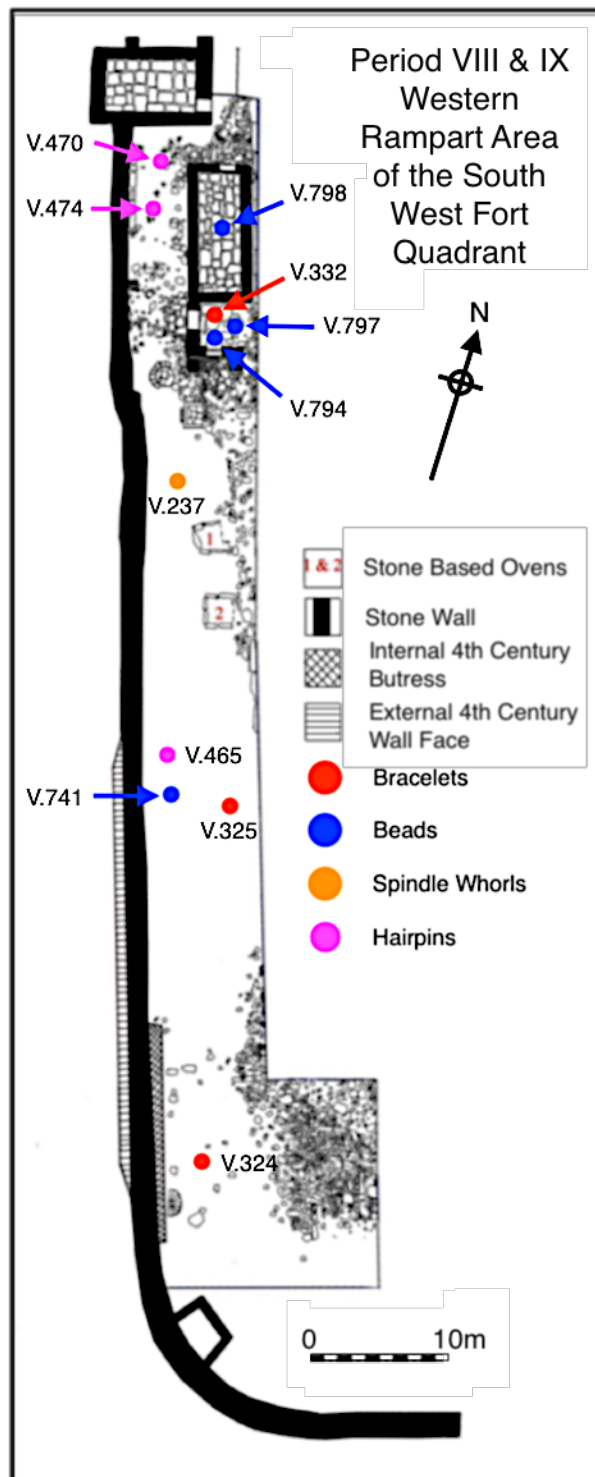 Period VIII & IX
Western
Rampart Area
of the South
West Fort
Quadrant
V.470
V.474
V.798
V.332
V.797
V.794
N
V.237
1
2
1 & 2 Stone Based Ovens
Stone Wall
Internal 4th Century
Butress
External 4th Century
Wall Face
V.465
V.741
V.325
Bracelets
Beads
Spindle Whorls
Hairpins
V.324
0 10m